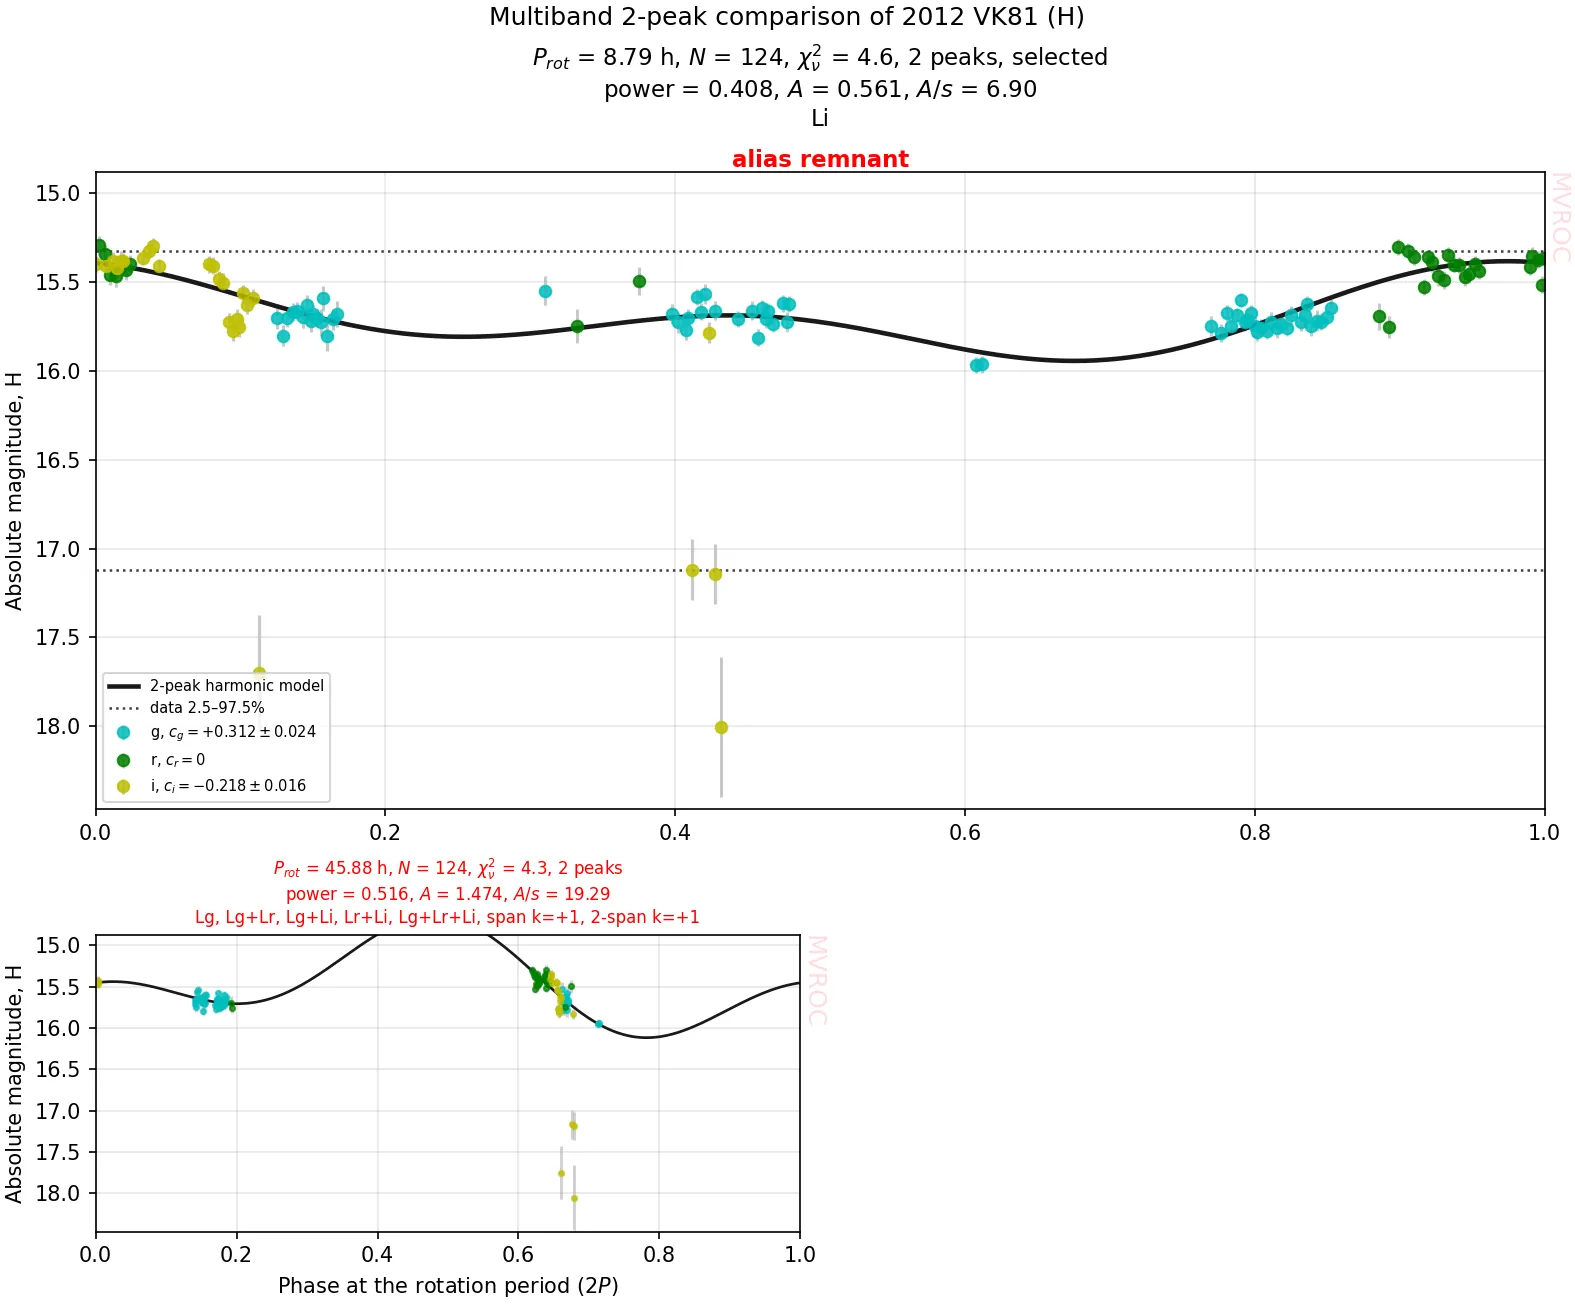 Multiband 2-peak comparison of 2012 VK81 (H)
P_rot = 8.79 h, N = 124, χ²_ν = 4.6, 2 peaks, selected
power = 0.408, A = 0.561, A/s = 6.90
Li
alias remnant
MVROC
15.0
15.5
16.0
16.5
17.0
17.5
18.0
Absolute magnitude, H
2-peak harmonic model
data 2.5–97.5%
g, c_g = +0.312 ± 0.024
r, c_r = 0
i, c_i = −0.218 ± 0.016
0.0 0.2 0.4 0.6 0.8 1.0
P_rot = 45.88 h, N = 124, χ²_ν = 4.3, 2 peaks
power = 0.516, A = 1.474, A/s = 19.29
Lg, Lg+Lr, Lg+Li, Lr+Li, Lg+Lr+Li, span k=+1, 2-span k=+1
MVROC
15.0
15.5
16.0
16.5
17.0
17.5
18.0
Absolute magnitude, H
0.0 0.2 0.4 0.6 0.8 1.0
Phase at the rotation period (2P)